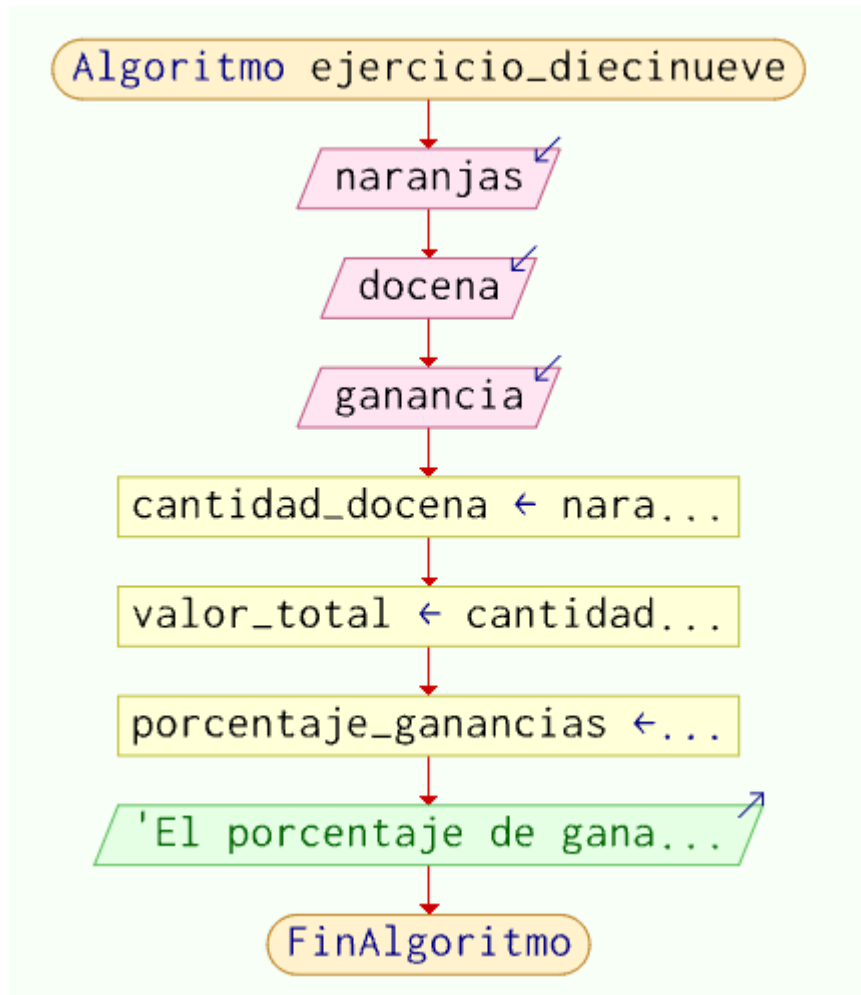 Algoritmo ejercicio_diecinueve
naranjas
docena
ganancia
cantidad_docena ← nara...
valor_total ← cantidad...
porcentaje_ganancias ←...
'El porcentaje de gana...
FinAlgoritmo